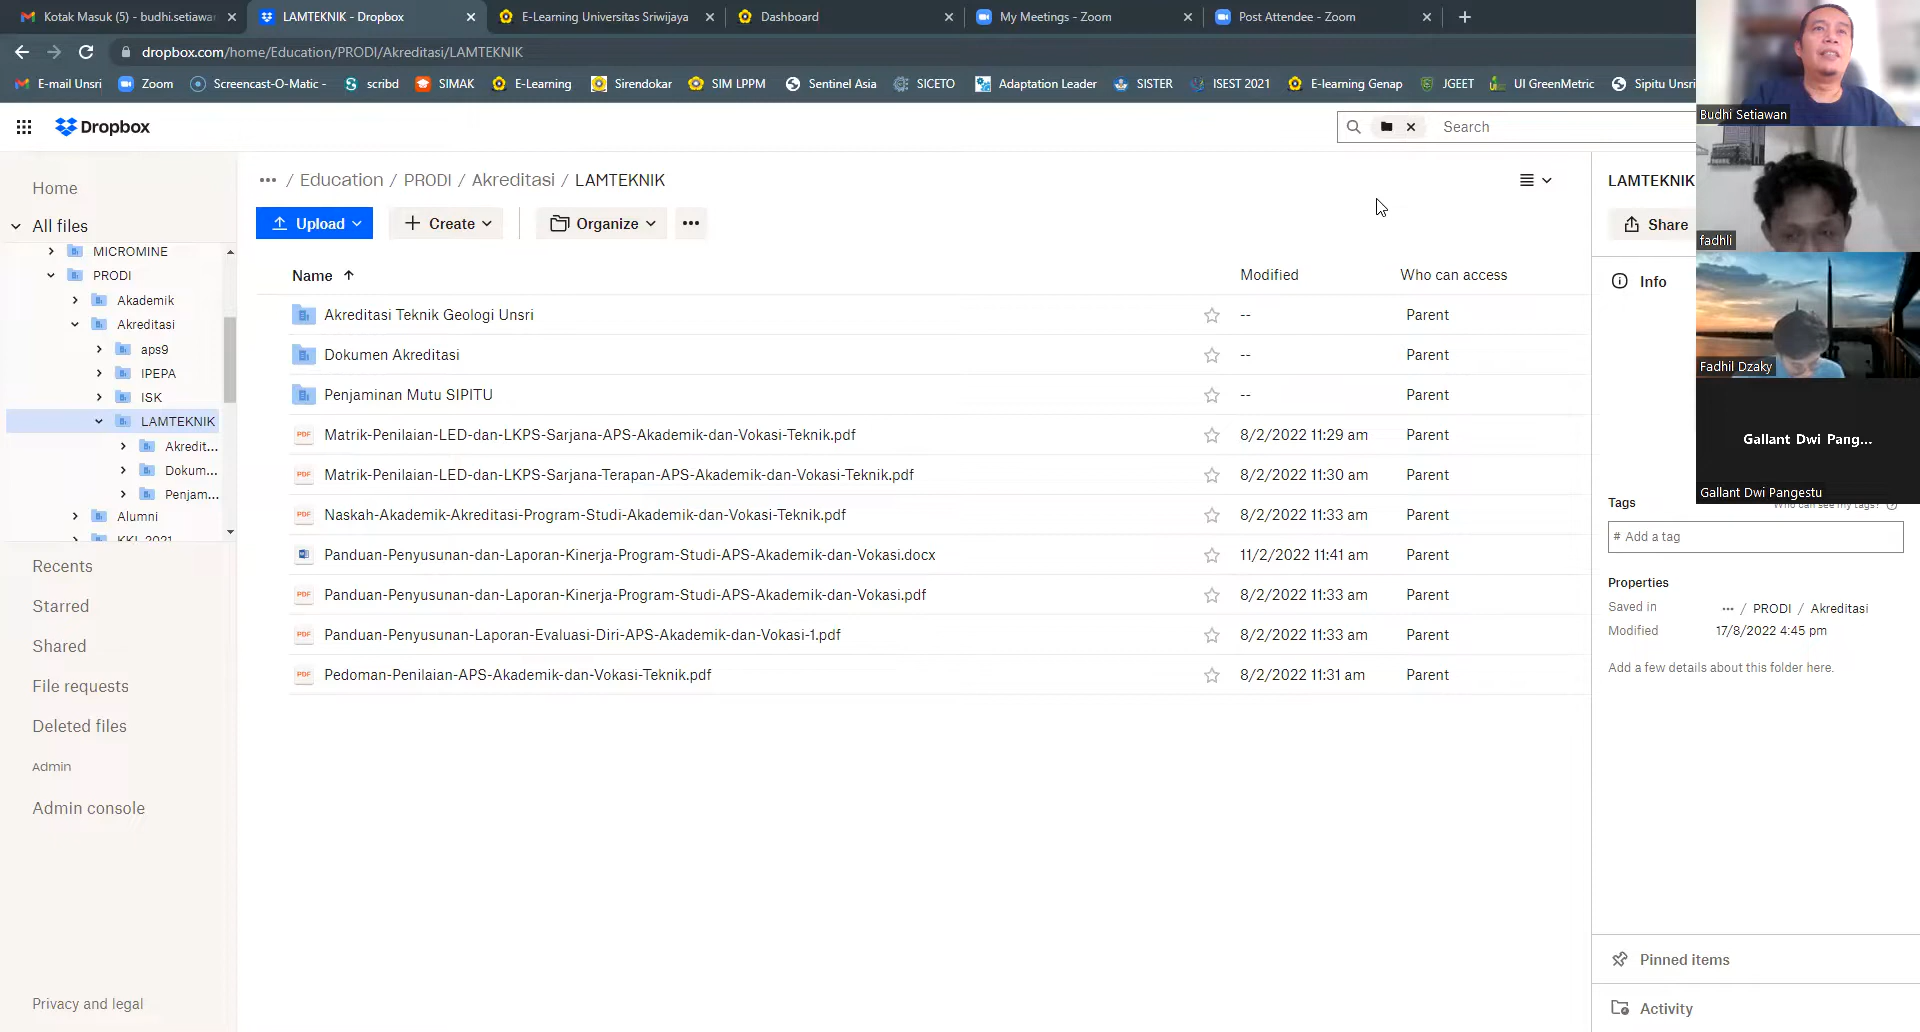 Kotak Masuk (5) - budhi.setiawa
LAMTEKNIK - Dropbox
E-Learning Universitas Sriwijaya
Dashboard
My Meetings - Zoom
Post Attendee - Zoom
dropbox.com/home/Education/PRODI/Akreditasi/LAMTEKNIK
E-mail Unsri
Zoom
Screencast-O-Matic -
scribd
SIMAK
E-Learning
Sirendokar
SIM LPPM
Sentinel Asia
SICETO
Adaptation Leader
SISTER
ISEST 2021
E-learning Genap
JGEET
UI GreenMetric
Sipitu Unsri
Budhi Setiawan
Dropbox
Search
Home
All files
MICROMINE
PRODI
Akademik
Akreditasi
aps9
IPEPA
ISK
LAMTEKNIK
Akredit...
Dokum...
Penjam...
Alumni
KKL 2021
Recents
Starred
Shared
File requests
Deleted files
Admin
Admin console
Privacy and legal
... / Education / PRODI / Akreditasi / LAMTEKNIK
Upload
Create
Organize
Name
Modified
Who can access
Akreditasi Teknik Geologi Unsri -- Parent
Dokumen Akreditasi -- Parent
Penjaminan Mutu SIPITU -- Parent
PDF Matrik-Penilaian-LED-dan-LKPS-Sarjana-APS-Akademik-dan-Vokasi-Teknik.pdf 8/2/2022 11:29 am Parent
PDF Matrik-Penilaian-LED-dan-LKPS-Sarjana-Terapan-APS-Akademik-dan-Vokasi-Teknik.pdf 8/2/2022 11:30 am Parent
PDF Naskah-Akademik-Akreditasi-Program-Studi-Akademik-dan-Vokasi-Teknik.pdf 8/2/2022 11:33 am Parent
Panduan-Penyusunan-dan-Laporan-Kinerja-Program-Studi-APS-Akademik-dan-Vokasi.docx 11/2/2022 11:41 am Parent
PDF Panduan-Penyusunan-dan-Laporan-Kinerja-Program-Studi-APS-Akademik-dan-Vokasi.pdf 8/2/2022 11:33 am Parent
PDF Panduan-Penyusunan-Laporan-Evaluasi-Diri-APS-Akademik-dan-Vokasi-1.pdf 8/2/2022 11:33 am Parent
PDF Pedoman-Penilaian-APS-Akademik-dan-Vokasi-Teknik.pdf 8/2/2022 11:31 am Parent
LAMTEKNIK
Share
fadhli
Info
Fadhil Dzaky
Gallant Dwi Pang...
Gallant Dwi Pangestu
Tags
Who can see my tags?
# Add a tag
Properties
Saved in ... / PRODI / Akreditasi
Modified 17/8/2022 4:45 pm
Add a few details about this folder here.
Pinned items
Activity